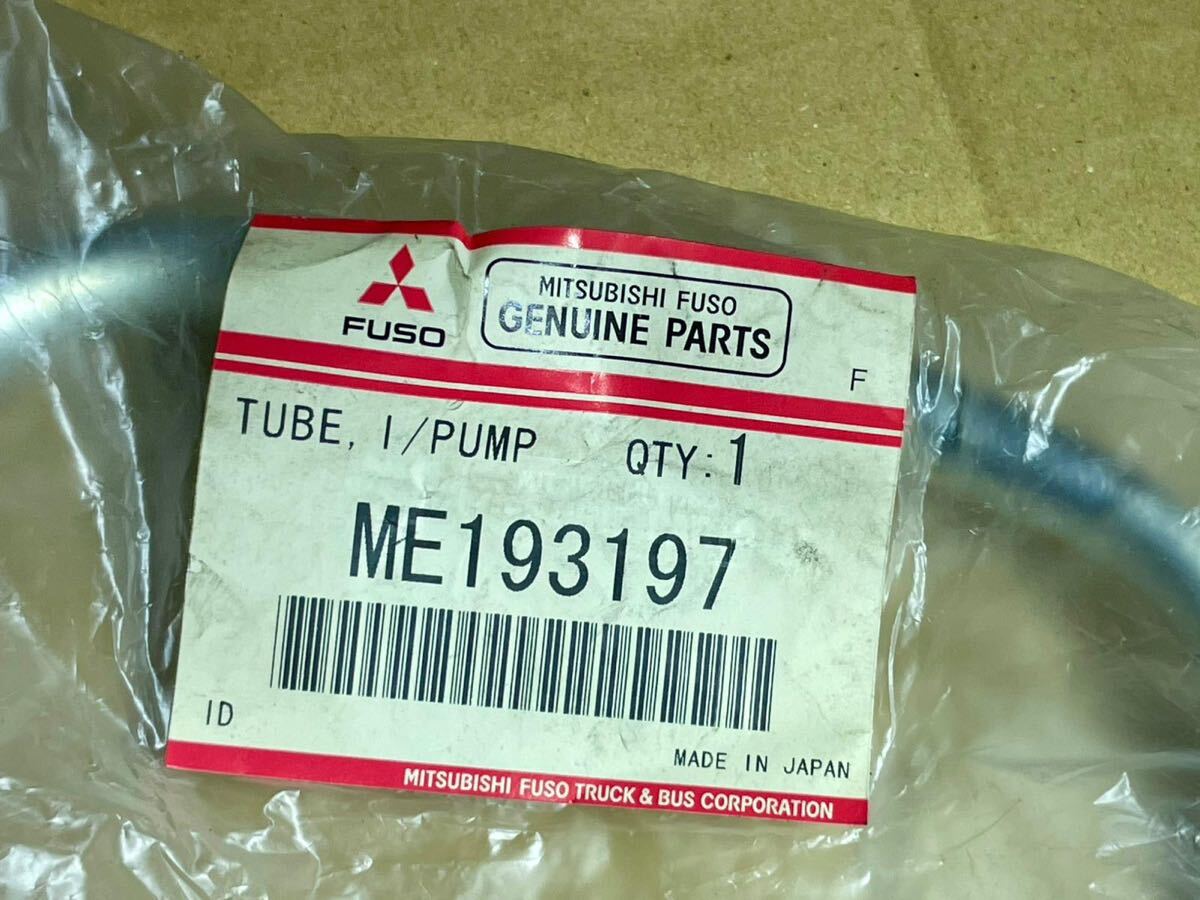 FUSO
MITSUBISHI FUSO
GENUINE PARTS
F
TUBE, I/PUMP QTY: 1
ME193197
ID
MADE IN JAPAN
MITSUBISHI FUSO TRUCK & BUS CORPORATION